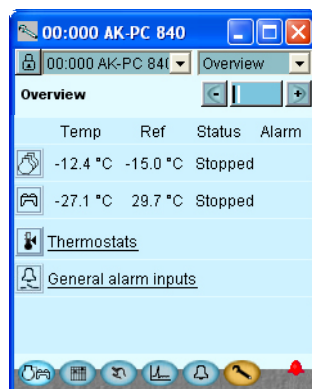 00:000 AK-PC 840
00:000 AK-PC 84( Overview
Overview
Temp Ref Status Alarm
-12.4 °C -15.0 °C Stopped
-27.1 °C 29.7 °C Stopped
Thermostats
General alarm inputs